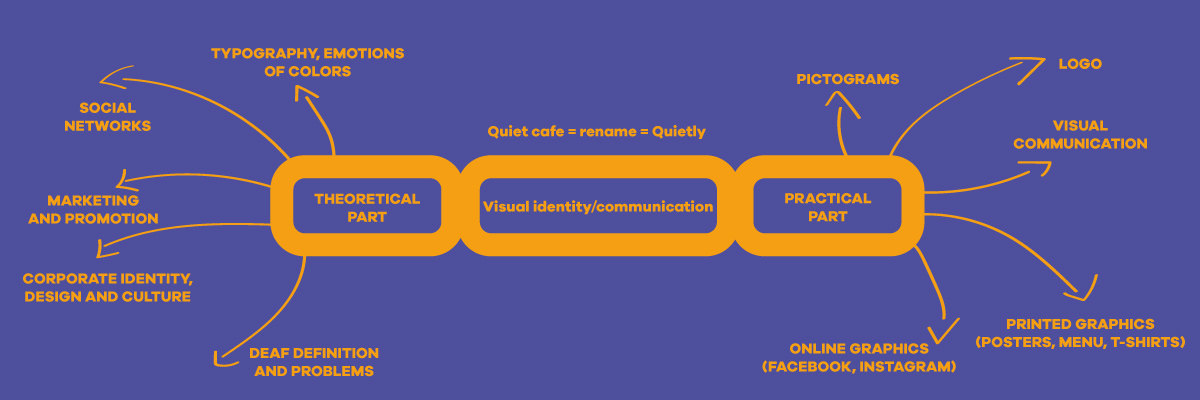 TYPOGRAPHY, EMOTIONS
OF COLORS
SOCIAL
NETWORKS
MARKETING
AND PROMOTION
CORPORATE IDENTITY,
DESIGN AND CULTURE
DEAF DEFINITION
AND PROBLEMS
THEORETICAL
PART
Quiet cafe = rename = Quietly
Visual identity/communication
PRACTICAL
PART
PICTOGRAMS
LOGO
VISUAL
COMMUNICATION
PRINTED GRAPHICS
(POSTERS, MENU, T-SHIRTS)
ONLINE GRAPHICS
(FACEBOOK, INSTAGRAM)